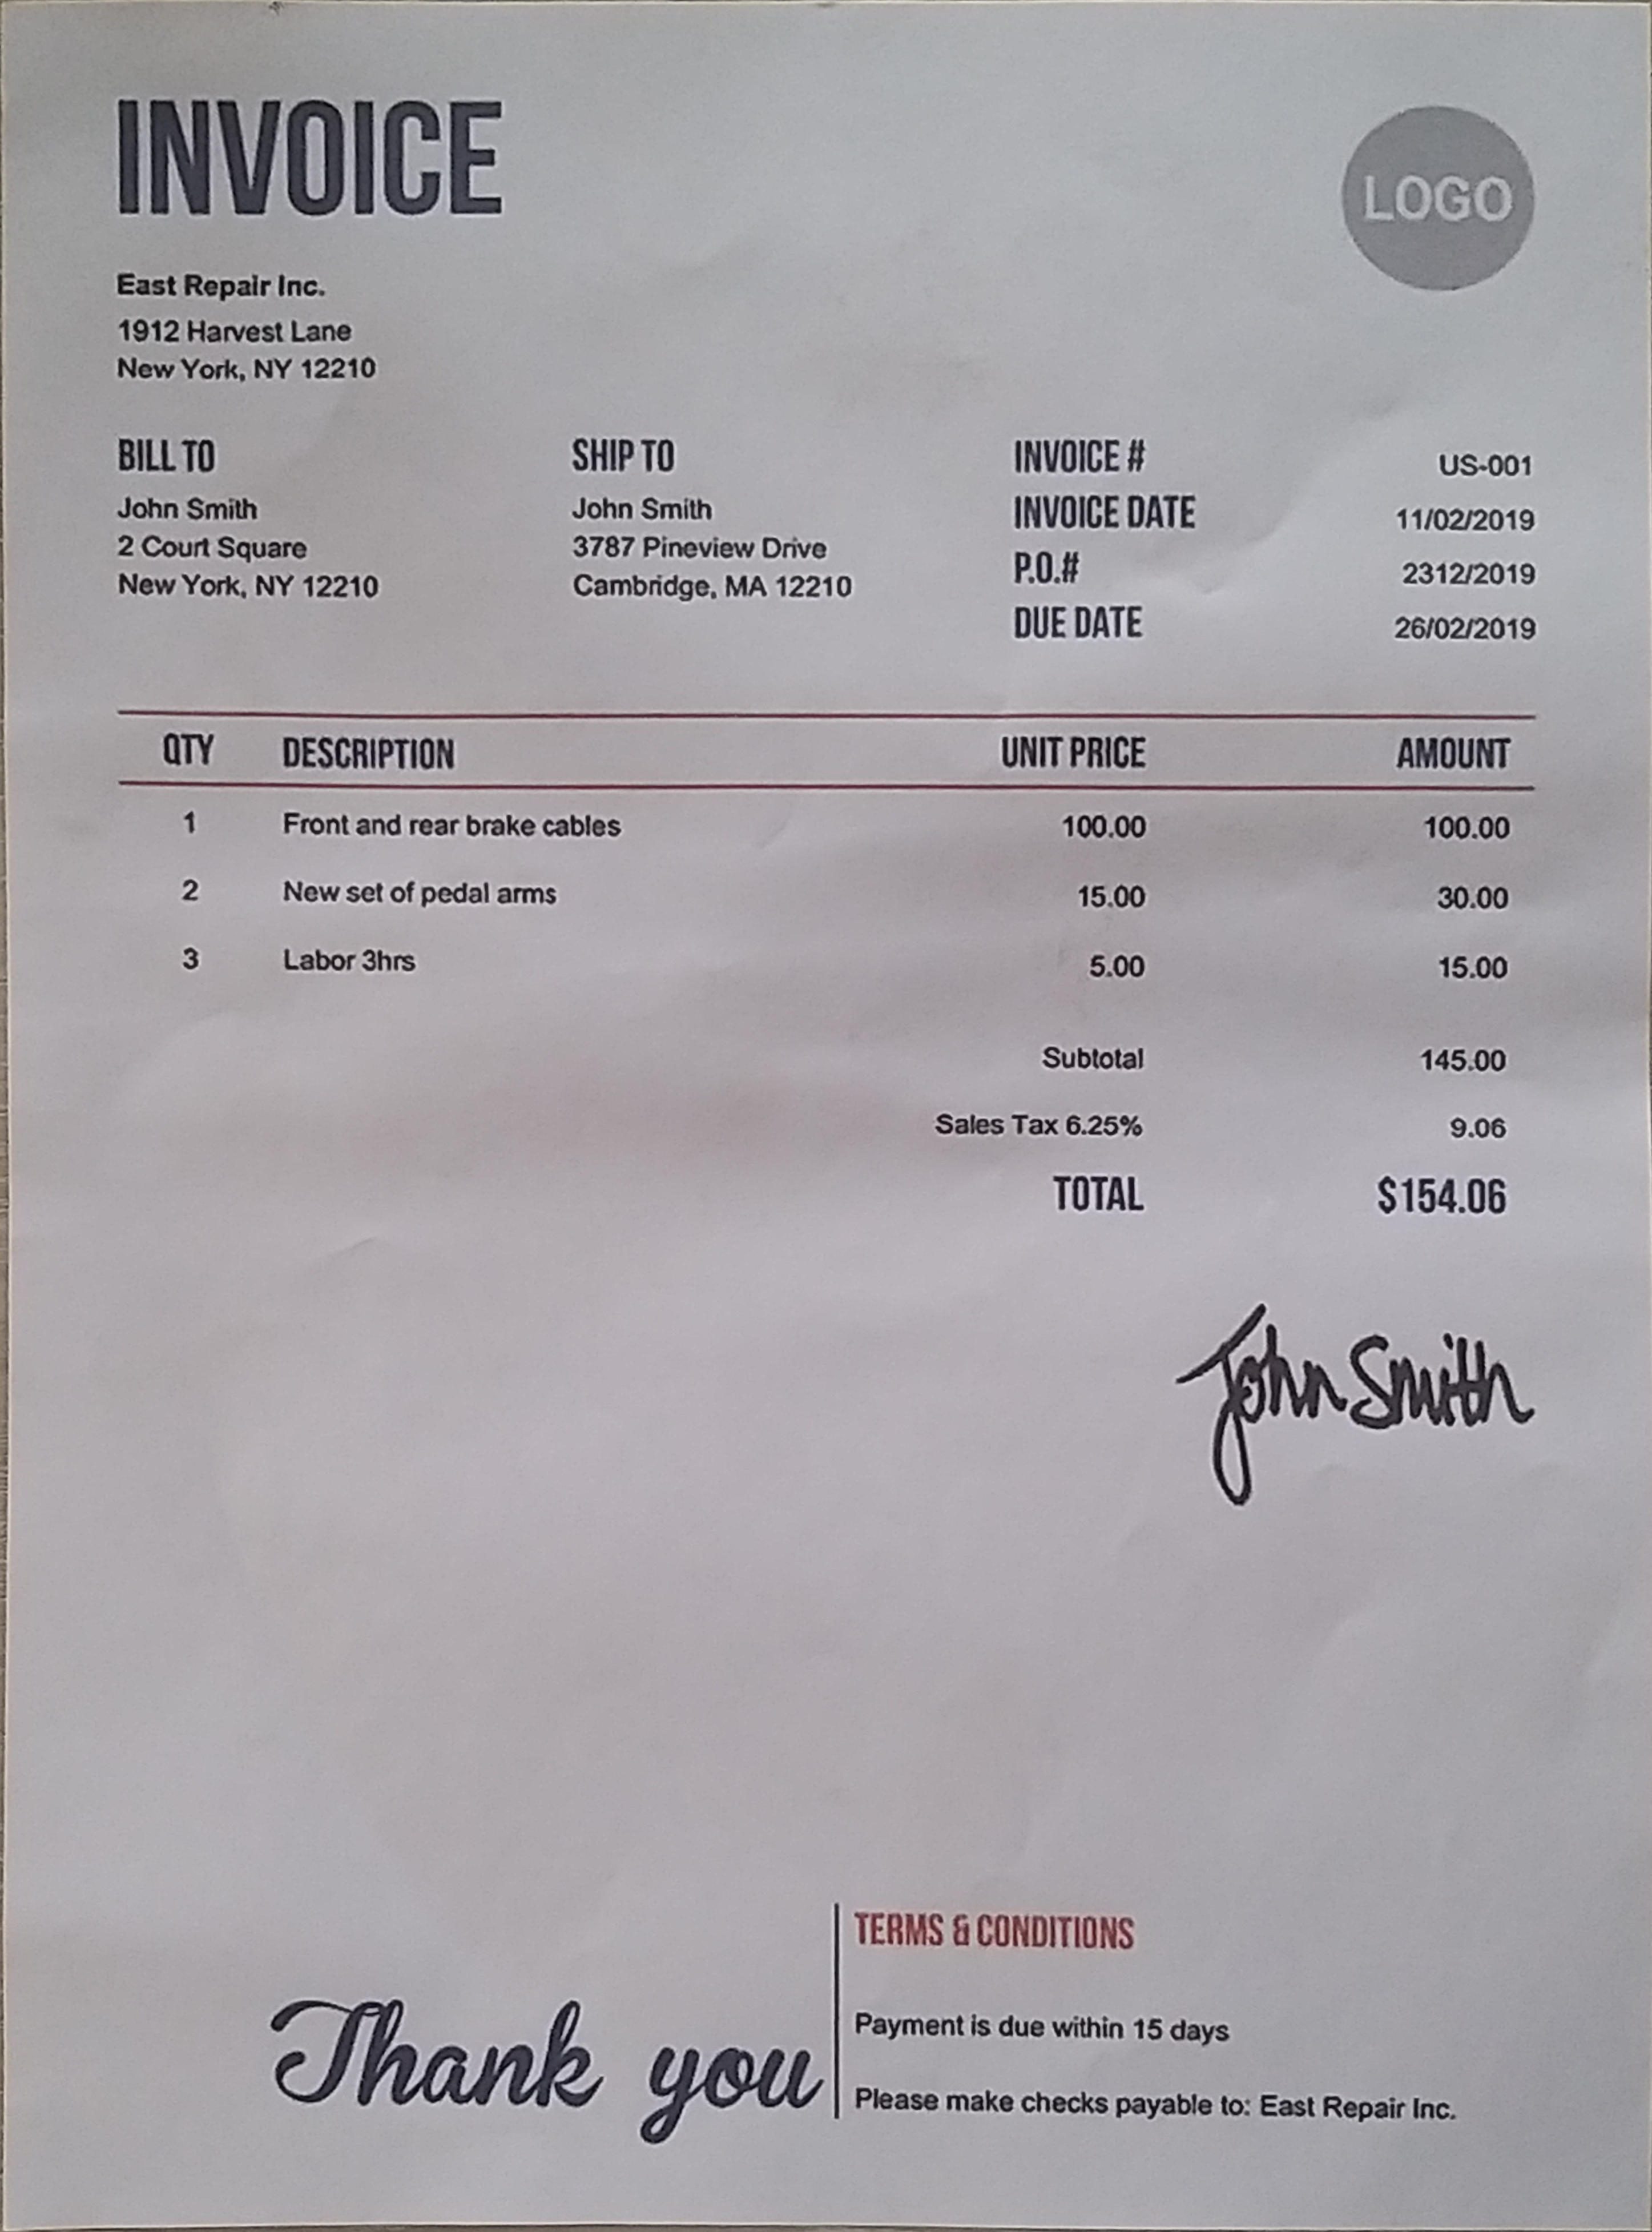 INVOICE
LOGO
East Repair Inc.
1912 Harvest Lane
New York, NY 12210
BILL TO
John Smith
2 Court Square
New York, NY 12210
SHIP TO
John Smith
3787 Pineview Drive
Cambridge, MA 12210
INVOICE # US-001
INVOICE DATE 11/02/2019
P.O.# 2312/2019
DUE DATE 26/02/2019
QTY DESCRIPTION UNIT PRICE AMOUNT
1 Front and rear brake cables 100.00 100.00
2 New set of pedal arms 15.00 30.00
3 Labor 3hrs 5.00 15.00
Subtotal 145.00
Sales Tax 6.25% 9.06
TOTAL $154.06
John Smith
Thank you
TERMS & CONDITIONS
Payment is due within 15 days
Please make checks payable to: East Repair Inc.